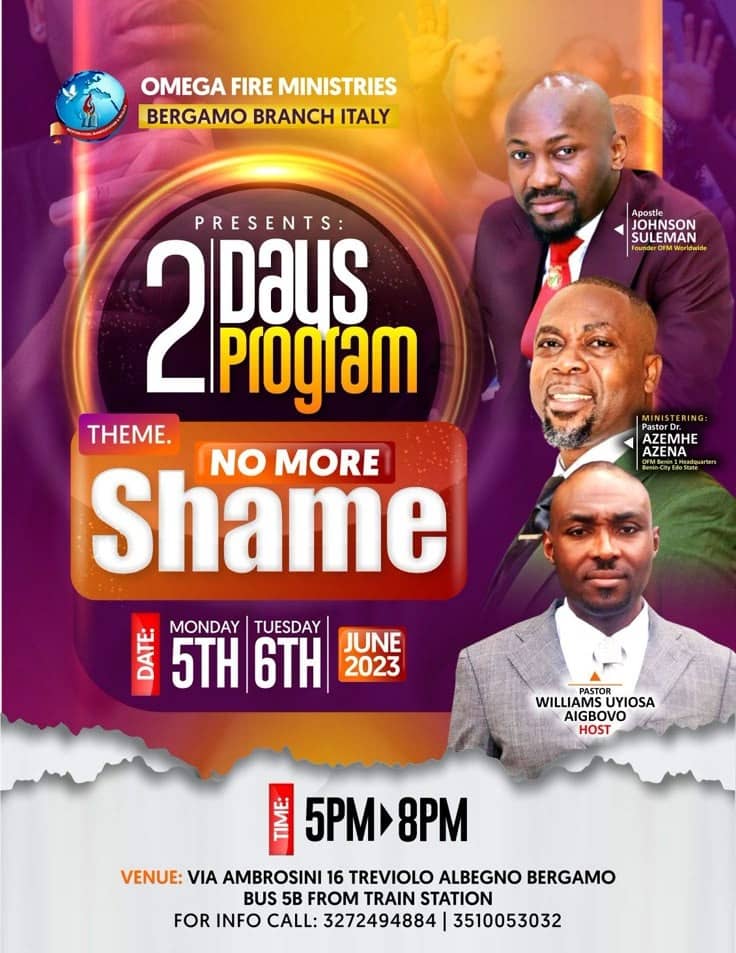 OMEGA FIRE MINISTRIES
BERGAMO BRANCH ITALY
PRESENTS:
2 Days
Program
THEME.
NO MORE
Shame
DATE:
MONDAY
5TH
TUESDAY
6TH
JUNE
2023
Apostle
JOHNSON
SULEMAN
Founder OFM Worldwide
MINISTERING:
Pastor Dr.
AZEMHE
AZENA
OFM Benin 1 Headquarters
Benin-City Edo State
PASTOR
WILLIAMS UYIOSA
AIGBOVO
HOST
TIME:
5PM 8PM
VENUE: VIA AMBROSINI 16 TREVIOLO ALBEGNO BERGAMO
BUS 5B FROM TRAIN STATION
FOR INFO CALL: 3272494884 | 3510053032